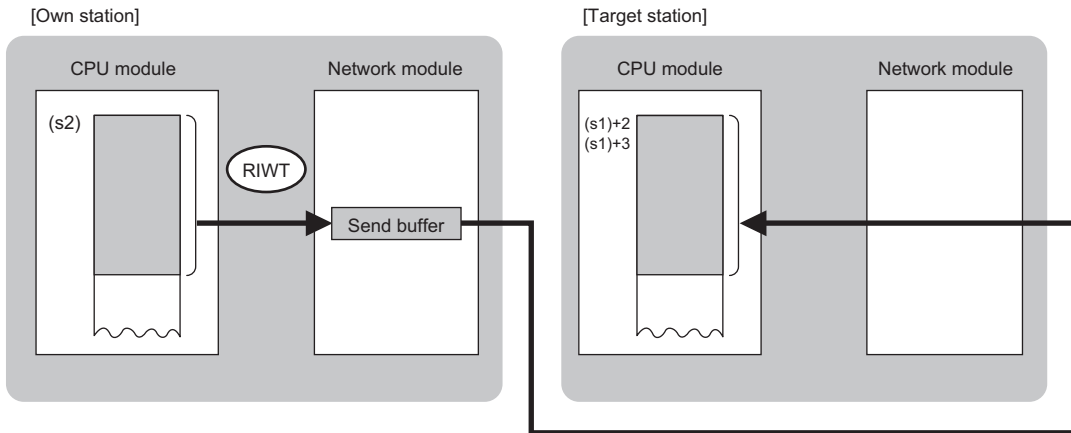 [Own station]
[Target station]
CPU module
Network module
CPU module
Network module
(s2)
RIWT
Send buffer
(s1)+2
(s1)+3